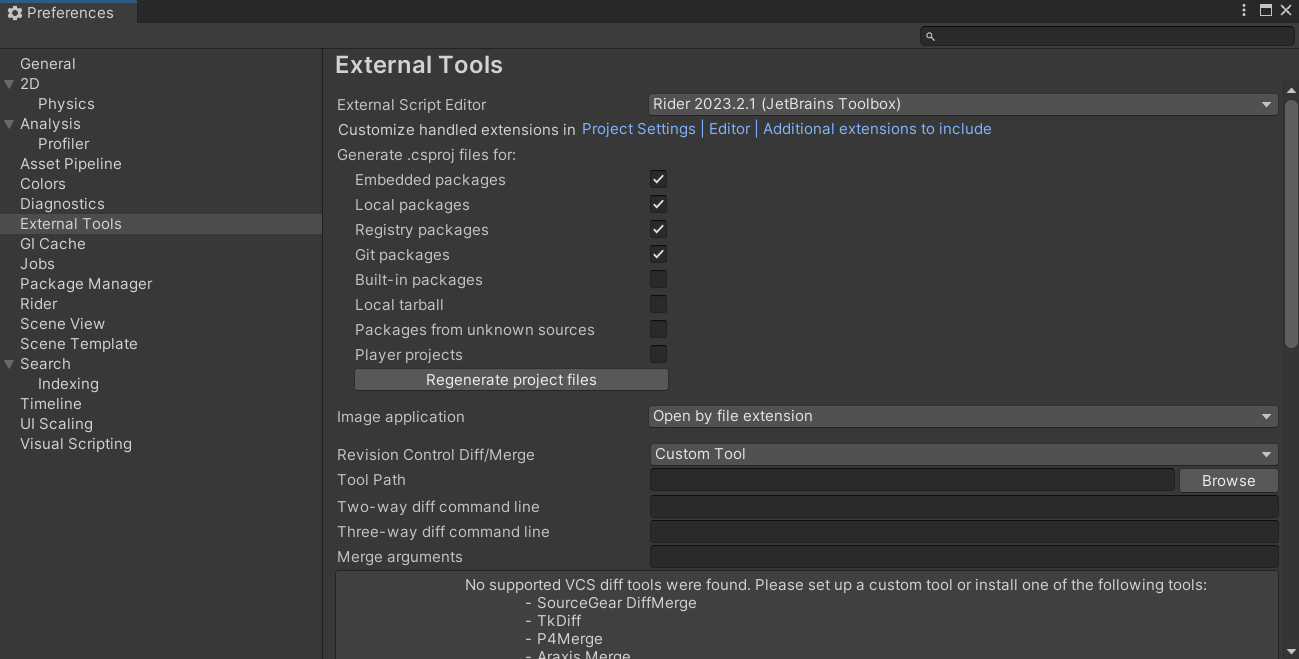 Preferences
General
2D
Physics
Analysis
Profiler
Asset Pipeline
Colors
Diagnostics
External Tools
GI Cache
Jobs
Package Manager
Rider
Scene View
Scene Template
Search
Indexing
Timeline
UI Scaling
Visual Scripting
External Tools
External Script Editor Rider 2023.2.1 (JetBrains Toolbox)
Customize handled extensions in Project Settings | Editor | Additional extensions to include
Generate .csproj files for:
Embedded packages
Local packages
Registry packages
Git packages
Built-in packages
Local tarball
Packages from unknown sources
Player projects
Regenerate project files
Image application Open by file extension
Revision Control Diff/Merge Custom Tool
Tool Path Browse
Two-way diff command line
Three-way diff command line
Merge arguments
No supported VCS diff tools were found. Please set up a custom tool or install one of the following tools:
- SourceGear DiffMerge
- TkDiff
- P4Merge
- Araxis Merge